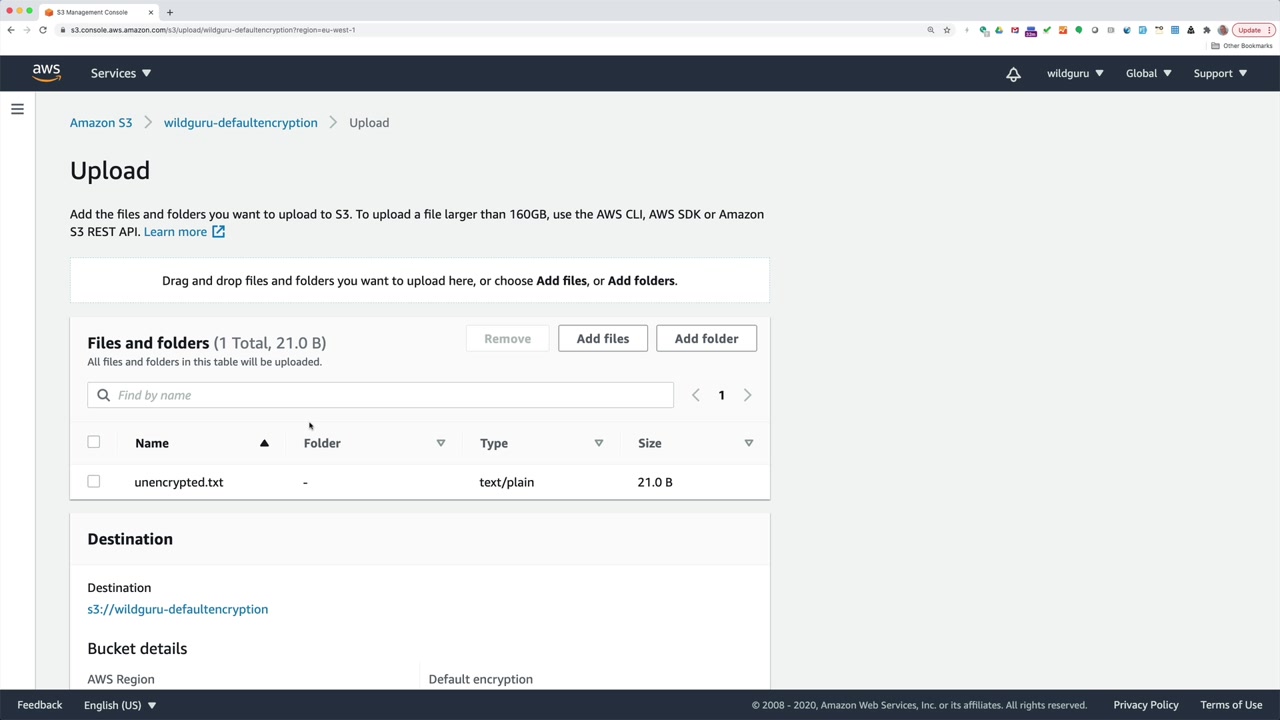 S3 Management Console
s3.console.aws.amazon.com/s3/upload/wildguru-defaultencryption?region=eu-west-1
Update
Other Bookmarks
aws
Services
wildguru
Global
Support
Amazon S3
wildguru-defaultencryption
Upload
Upload
Add the files and folders you want to upload to S3. To upload a file larger than 160GB, use the AWS CLI, AWS SDK or Amazon
S3 REST API. Learn more
Drag and drop files and folders you want to upload here, or choose Add files, or Add folders.
Files and folders (1 Total, 21.0 B)
Remove
Add files
Add folder
All files and folders in this table will be uploaded.
Find by name
1
Name
Folder
Type
Size
unencrypted.txt
-
text/plain
21.0 B
Destination
Destination
s3://wildguru-defaultencryption
Bucket details
AWS Region
Default encryption
Feedback
English (US)
© 2008 - 2020, Amazon Web Services, Inc. or its affiliates. All rights reserved.
Privacy Policy
Terms of Use